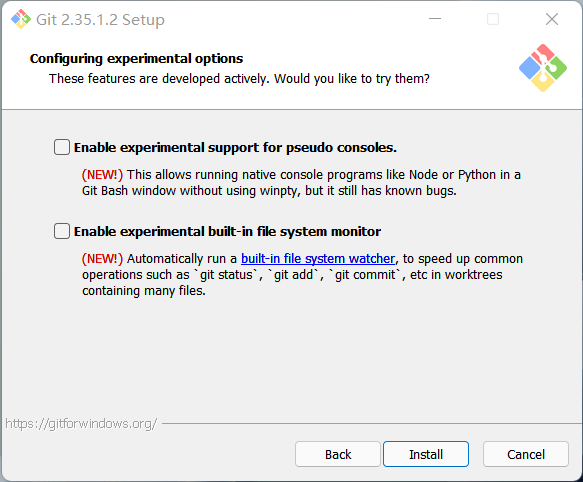 Git 2.35.1.2 Setup
Configuring experimental options
These features are developed actively. Would you like to try them?
Enable experimental support for pseudo consoles.
(NEW!) This allows running native console programs like Node or Python in a
Git Bash window without using winpty, but it still has known bugs.
Enable experimental built-in file system monitor
(NEW!) Automatically run a built-in file system watcher, to speed up common
operations such as `git status`, `git add`, `git commit`, etc in worktrees
containing many files.
https://gitforwindows.org/
Back Install Cancel